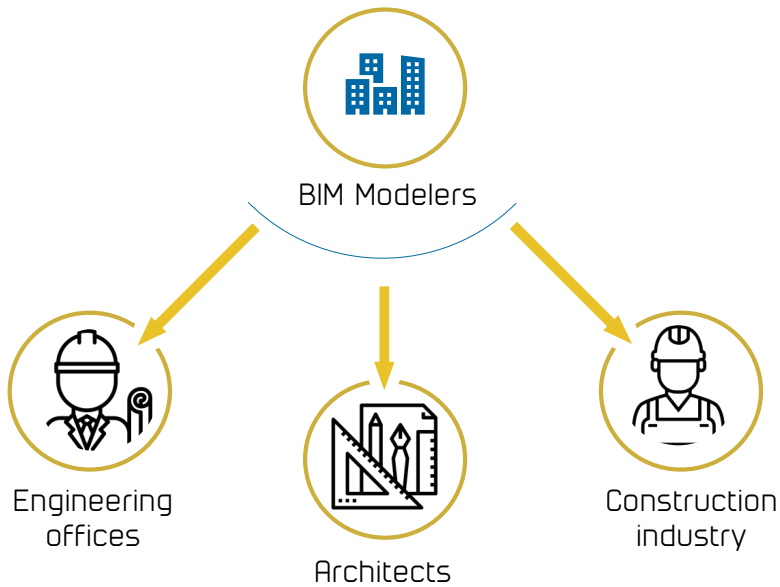 BIM Modelers
Engineering
offices
Architects
Construction
industry